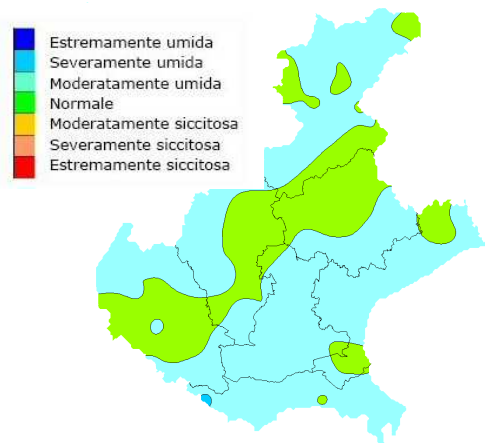 Estremamente umida
Severamente umida
Moderatamente umida
Normale
Moderatamente siccitosa
Severamente siccitosa
Estremamente siccitosa